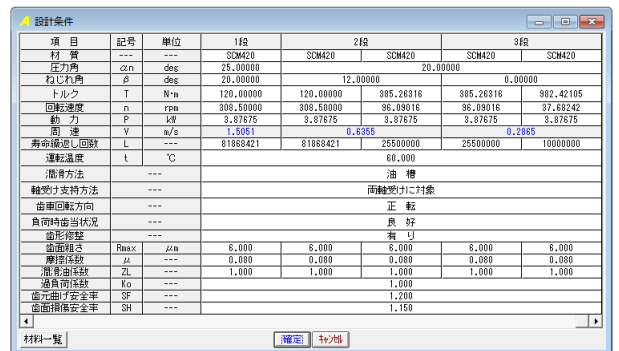 設計条件
項 目 記号 単位 1段 2段 3段
材 質 --- --- SCM420 SCM420 SCM420 SCM420 SCM420
圧力角 αn deg 25.00000 20.00000
ねじれ角 β deg 20.00000 12.00000 0.00000
トルク T N・m 120.00000 120.00000 385.26316 385.26316 982.42105
回転速度 n rpm 308.50000 308.50000 96.09016 96.09016 37.68242
動 力 P kW 3.87675 3.87675 3.87675 3.87675 3.87675
周 速 V m/s 1.5051 0.6355 0.2865
寿命繰返し回数 L --- 81868421 81868421 25500000 25500000 10000000
運転温度 t ℃ 60.000
潤滑方法 --- 油 槽
軸受け支持方法 --- 両軸受けに対象
歯車回転方向 --- 正 転
負荷時歯当状況 --- 良 好
歯形修整 --- 有 り
歯面粗さ Rmax μm 6.000 6.000 6.000 6.000 6.000
摩擦係数 μ --- 0.080 0.080 0.080 0.080 0.080
潤滑油係数 ZL --- 1.000 1.000 1.000 1.000 1.000
過負荷係数 Ko --- 1.000
歯元曲げ安全率 SF --- 1.200
歯面損傷安全率 SH --- 1.150
材料一覧 確定 ｷｬﾝｾﾙ